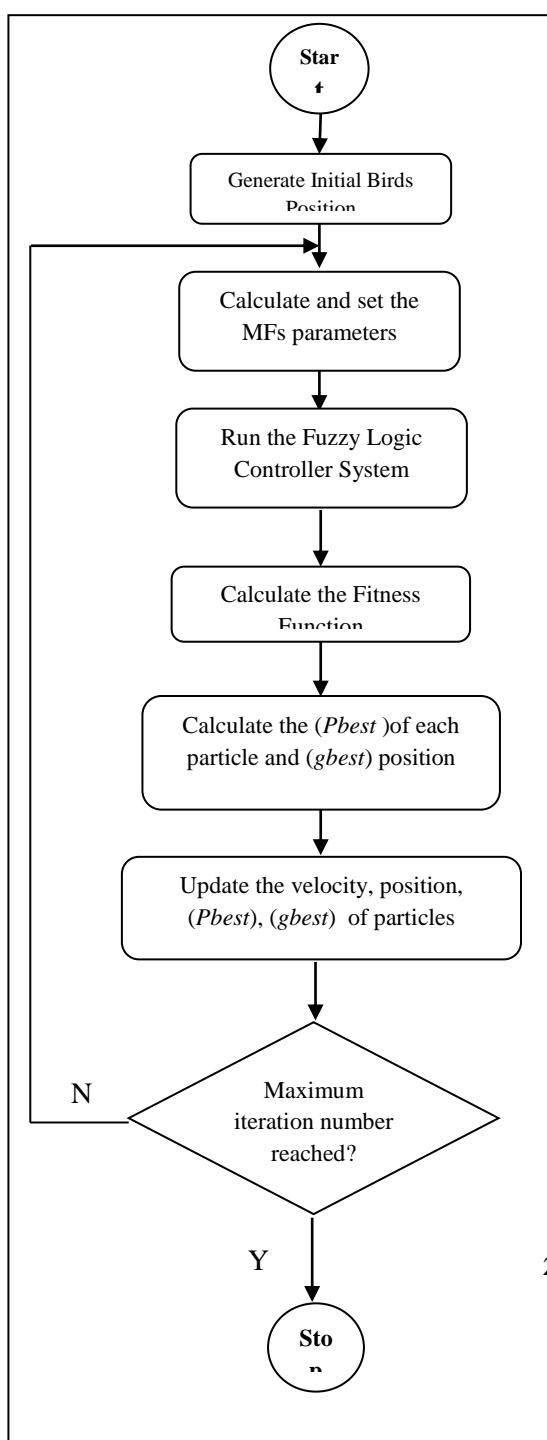 Star
t
Generate Initial Birds
Position
Calculate and set the
MFs parameters
Run the Fuzzy Logic
Controller System
Calculate the Fitness
Function
Calculate the (Pbest )of each
particle and (gbest) position
Update the velocity, position,
(Pbest), (gbest) of particles
N
Maximum
iteration number
reached?
Y
Sto
p